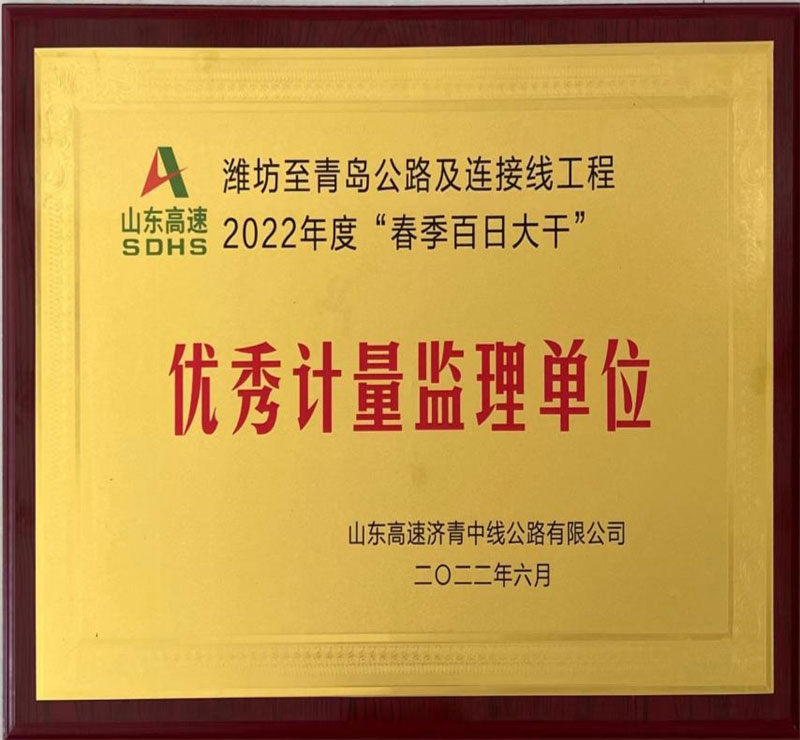 山东高速
SDHS
潍坊至青岛公路及连接线工程
2022年度“春季百日大干”
优秀计量监理单位
山东高速济青中线公路有限公司
二〇二二年六月